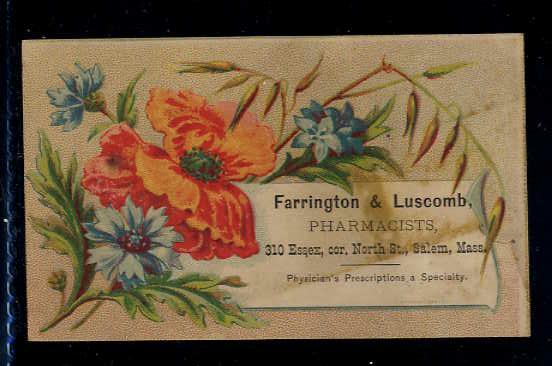 Farrington & Luscomb,
PHARMACISTS,
310 Essex, cor, North St., Salem, Mass.
Physician's Prescriptions a Specialty.